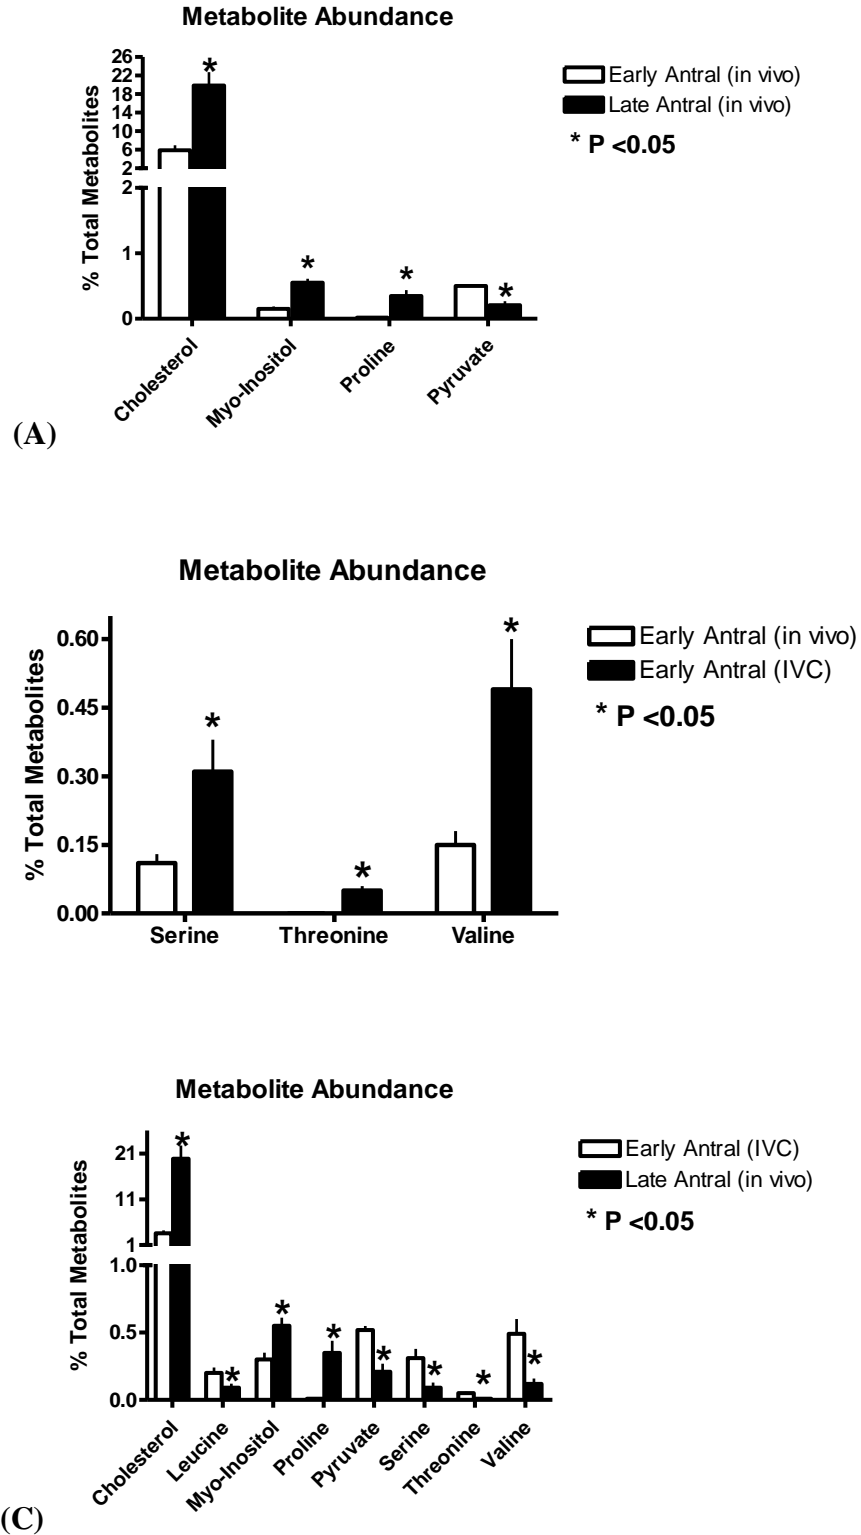 Metabolite Abundance
26
22
18
14
10
6
2
2
1
0
% Total Metabolites
*
*
*
*
Cholesterol
Myo-Inositol
Proline
Pyruvate
Early Antral (in vivo)
Late Antral (in vivo)
* P <0.05
(A)
Metabolite Abundance
0.60
0.45
0.30
0.15
0.00
% Total Metabolites
*
*
*
Serine
Threonine
Valine
Early Antral (in vivo)
Early Antral (IVC)
* P <0.05
Metabolite Abundance
21
11
1
1.0
0.5
0.0
% Total Metabolites
*
*
*
*
*
*
*
*
Cholesterol
Leucine
Myo-Inositol
Proline
Pyruvate
Serine
Threonine
Valine
Early Antral (IVC)
Late Antral (in vivo)
* P <0.05
(C)